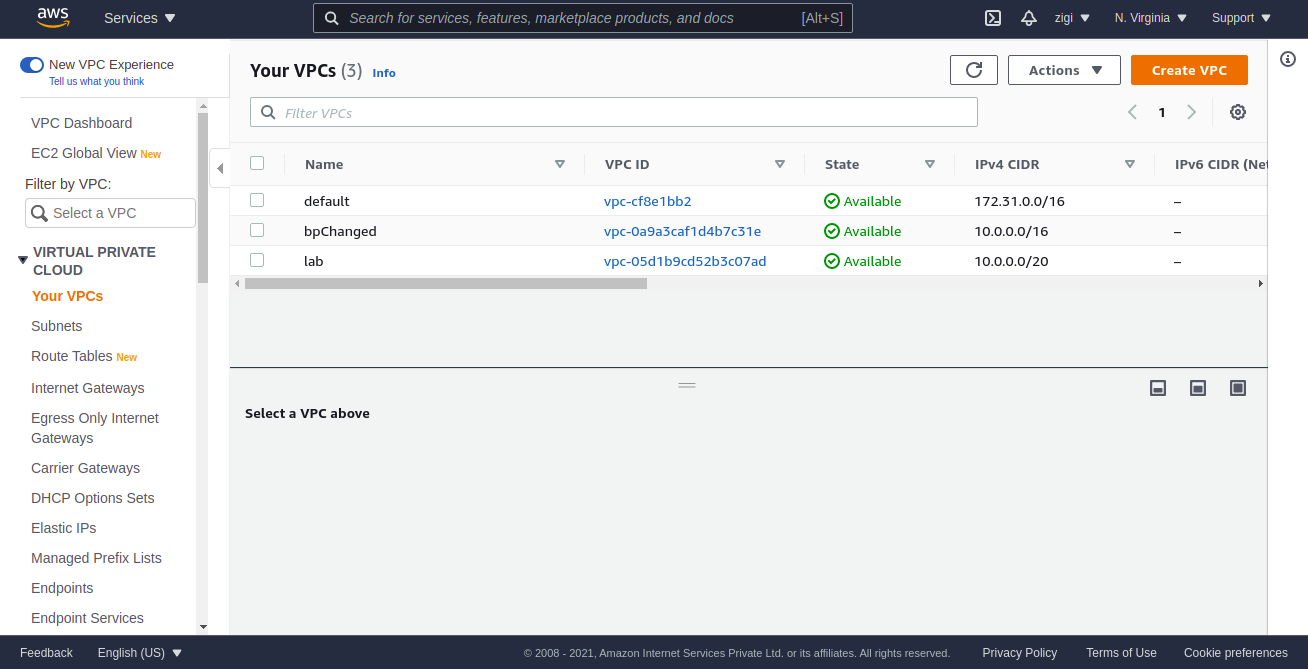 aws
Services
Search for services, features, marketplace products, and docs [Alt+S]
zigi
N. Virginia
Support
New VPC Experience
Tell us what you think
VPC Dashboard
EC2 Global View New
Filter by VPC:
Select a VPC
VIRTUAL PRIVATE
CLOUD
Your VPCs
Subnets
Route Tables New
Internet Gateways
Egress Only Internet
Gateways
Carrier Gateways
DHCP Options Sets
Elastic IPs
Managed Prefix Lists
Endpoints
Endpoint Services
Your VPCs (3) Info
Actions
Create VPC
Filter VPCs
1
Name VPC ID State IPv4 CIDR IPv6 CIDR (Net
default vpc-cf8e1bb2 Available 172.31.0.0/16 –
bpChanged vpc-0a9a3caf1d4b7c31e Available 10.0.0.0/16 –
lab vpc-05d1b9cd52b3c07ad Available 10.0.0.0/20 –
Select a VPC above
Feedback
English (US)
© 2008 - 2021, Amazon Internet Services Private Ltd. or its affiliates. All rights reserved.
Privacy Policy
Terms of Use
Cookie preferences